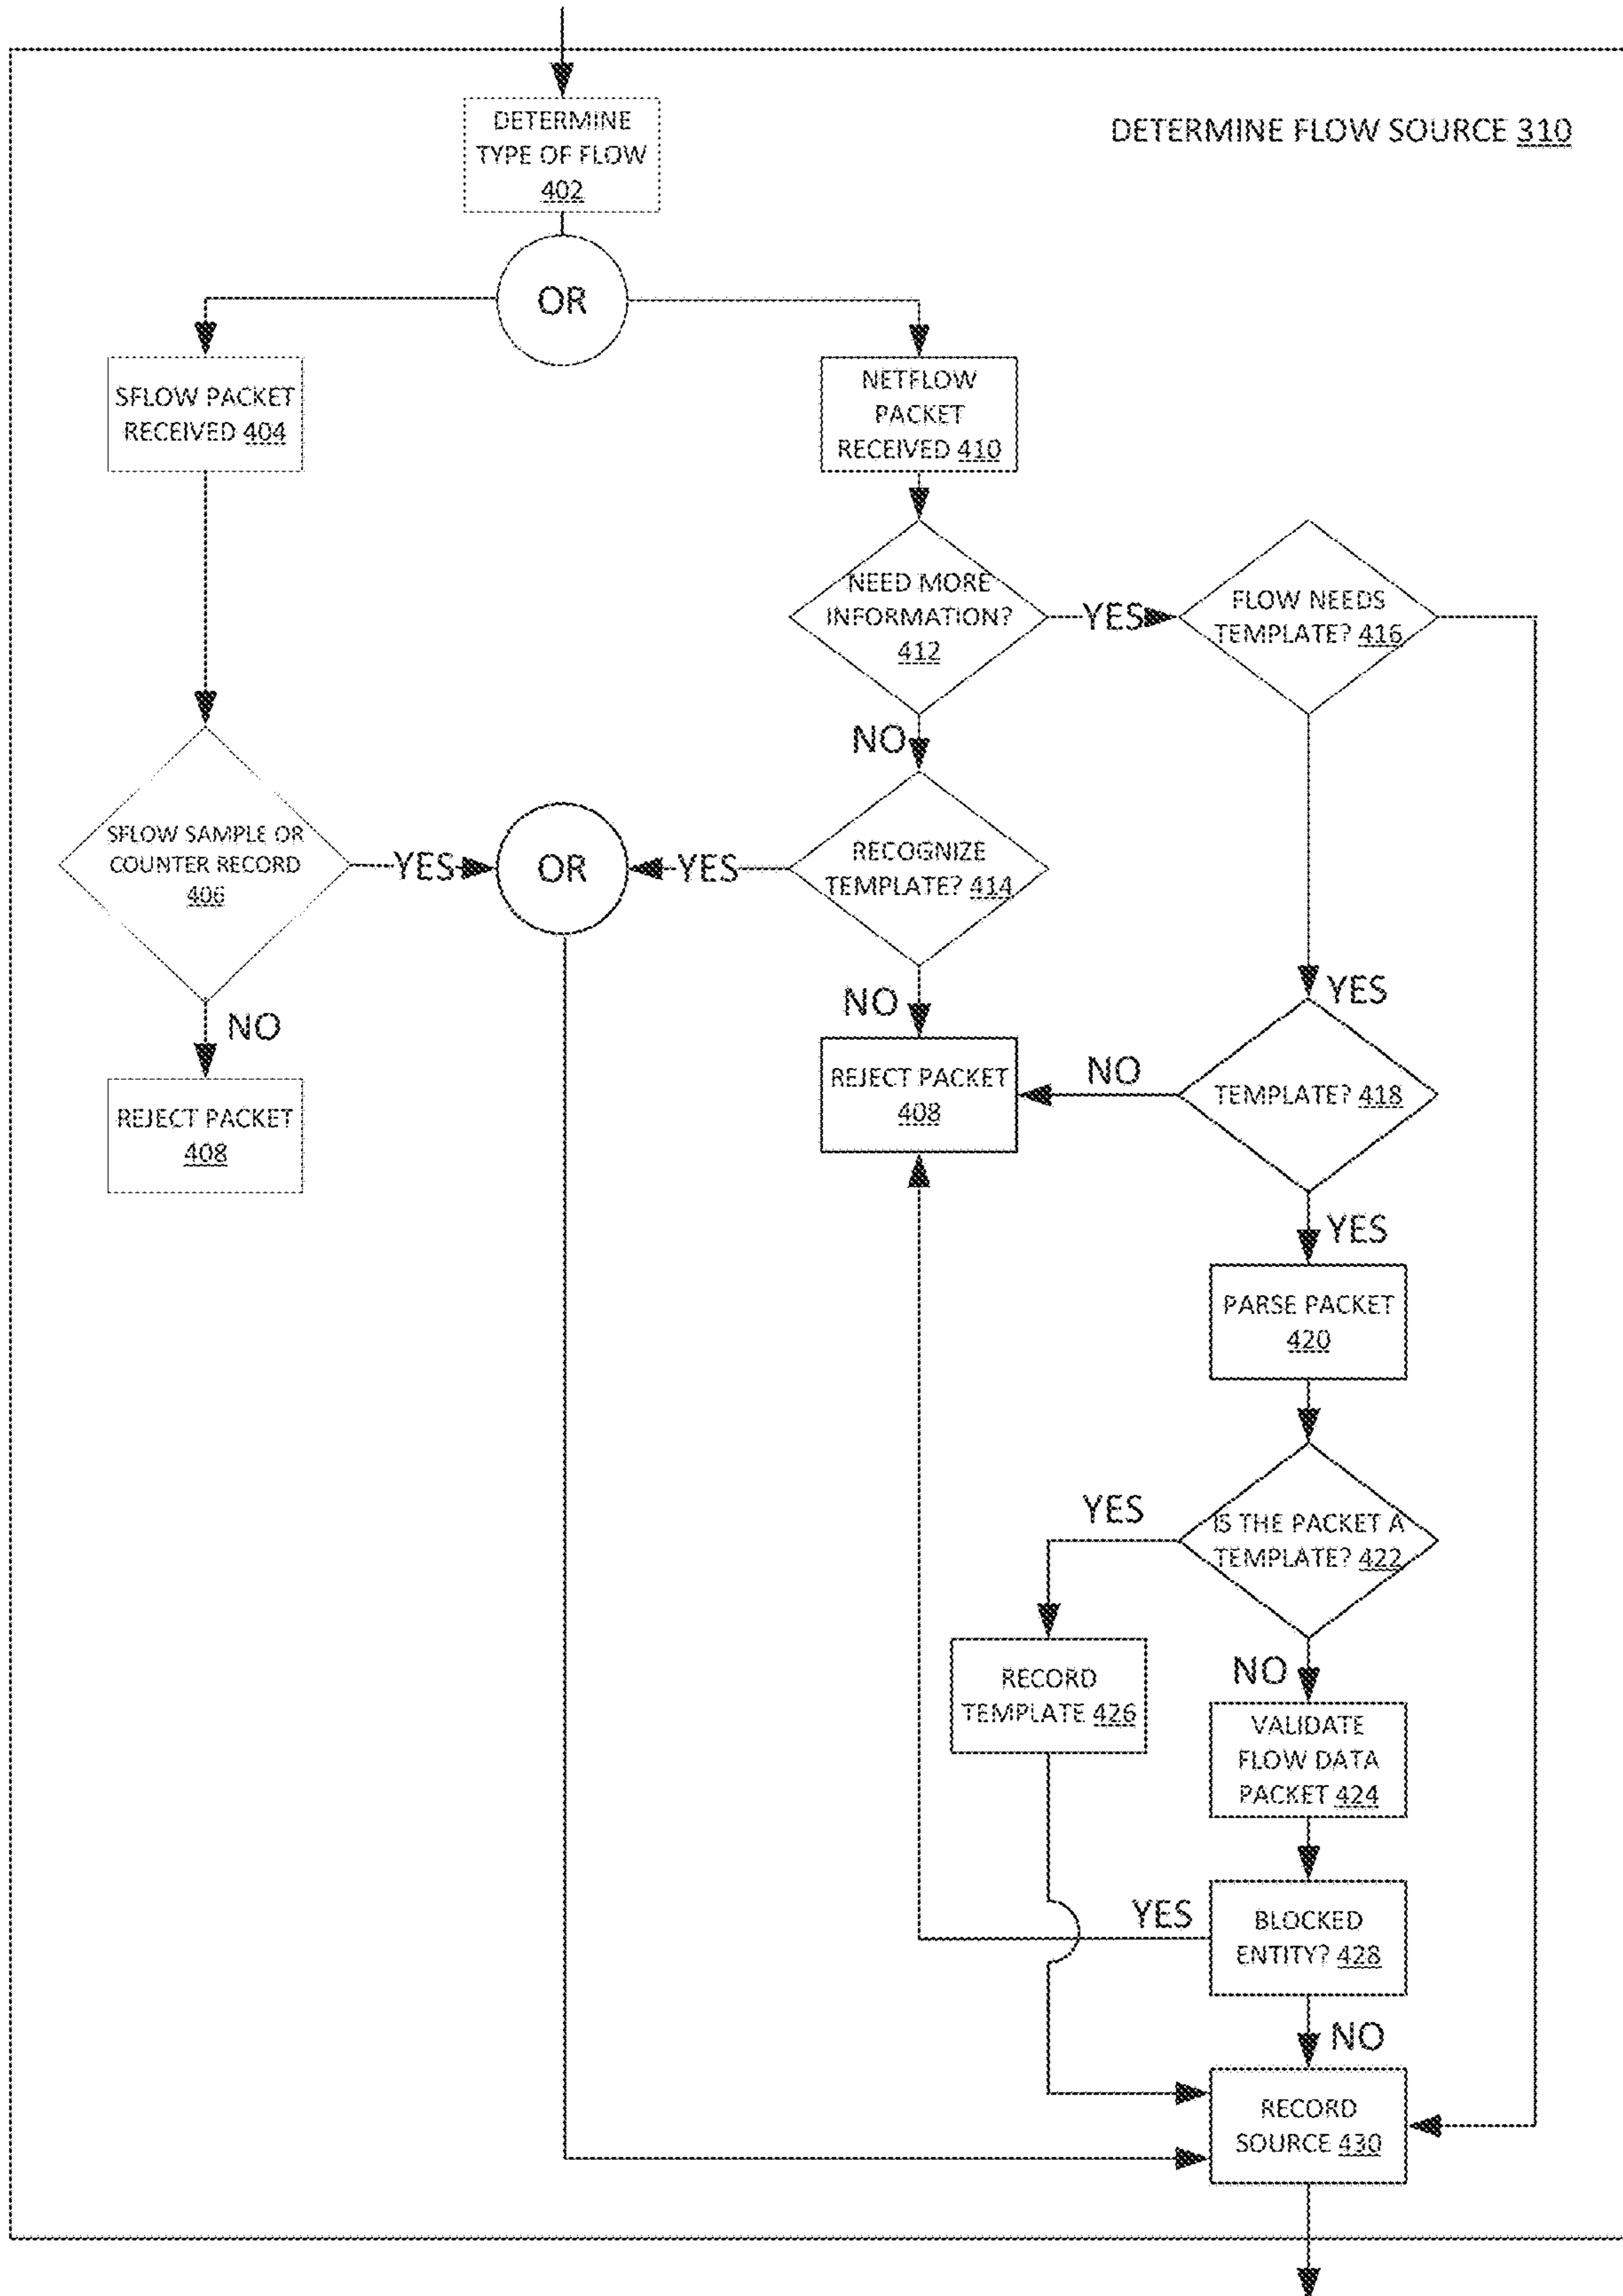 DETERMINE FLOW SOURCE 310
DETERMINE
TYPE OF FLOW
402
OR
SFLOW PACKET
RECEIVED 404
NETFLOW
PACKET
RECEIVED 410
NEED MORE
INFORMATION?
412
YES
FLOW NEEDS
TEMPLATE? 416
NO
SFLOW SAMPLE OR
COUNTER RECORD
406
YES
OR
YES
RECOGNIZE
TEMPLATE? 414
NO
REJECT PACKET
408
NO
REJECT PACKET
408
NO
YES
TEMPLATE? 418
YES
PARSE PACKET
420
YES
IS THE PACKET A
TEMPLATE? 422
RECORD
TEMPLATE 426
NO
VALIDATE
FLOW DATA
PACKET 424
YES
BLOCKED
ENTITY? 428
NO
RECORD
SOURCE 430